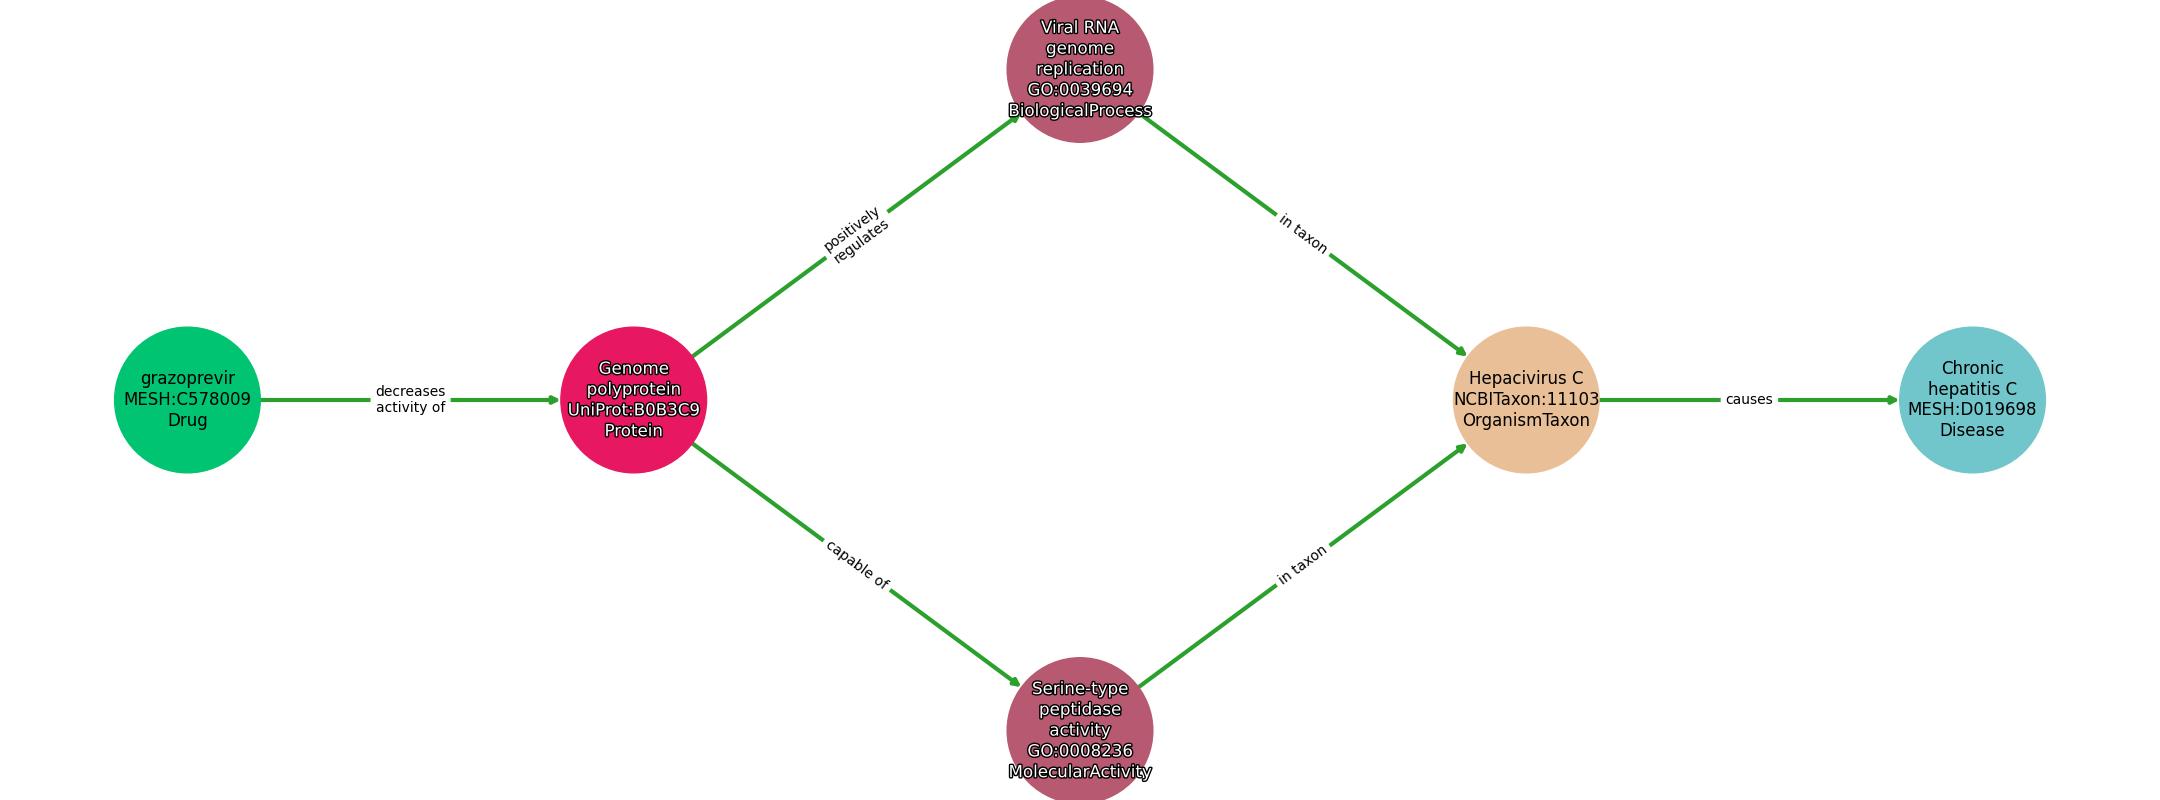 Viral RNA
genome
replication
GO:0039694
BiologicalProcess
positively
regulates
in taxon
grazoprevir
MESH:C578009
Drug
decreases
activity of
Genome
polyprotein
UniProt:B0B3C9
Protein
Hepacivirus C
NCBITaxon:11103
OrganismTaxon
causes
Chronic
hepatitis C
MESH:D019698
Disease
capable of
in taxon
Serine-type
peptidase
activity
GO:0008236
MolecularActivity